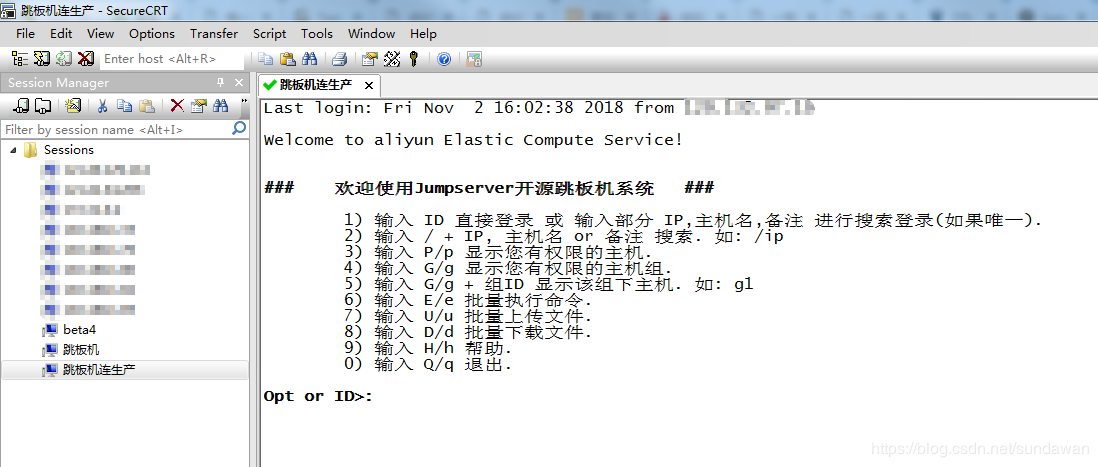 跳板机连生产 - SecureCRT
File Edit View Options Transfer Script Tools Window Help
Enter host <Alt+R>
Session Manager
跳板机连生产
Filter by session name <Alt+I>
Sessions
beta4
跳板机
跳板机连生产
Last login: Fri Nov  2 16:02:38 2018 from
Welcome to aliyun Elastic Compute Service!
###    欢迎使用Jumpserver开源跳板机系统   ###
1) 输入 ID 直接登录 或 输入部分 IP,主机名,备注 进行搜索登录(如果唯一).
2) 输入 / + IP, 主机名 or 备注 搜索. 如: /ip
3) 输入 P/p 显示您有权限的主机.
4) 输入 G/g 显示您有权限的主机组.
5) 输入 G/g + 组ID 显示该组下主机. 如: g1
6) 输入 E/e 批量执行命令.
7) 输入 U/u 批量上传文件.
8) 输入 D/d 批量下载文件.
9) 输入 H/h 帮助.
0) 输入 Q/q 退出.
Opt or ID>:
https://blog.csdn.net/sundawan